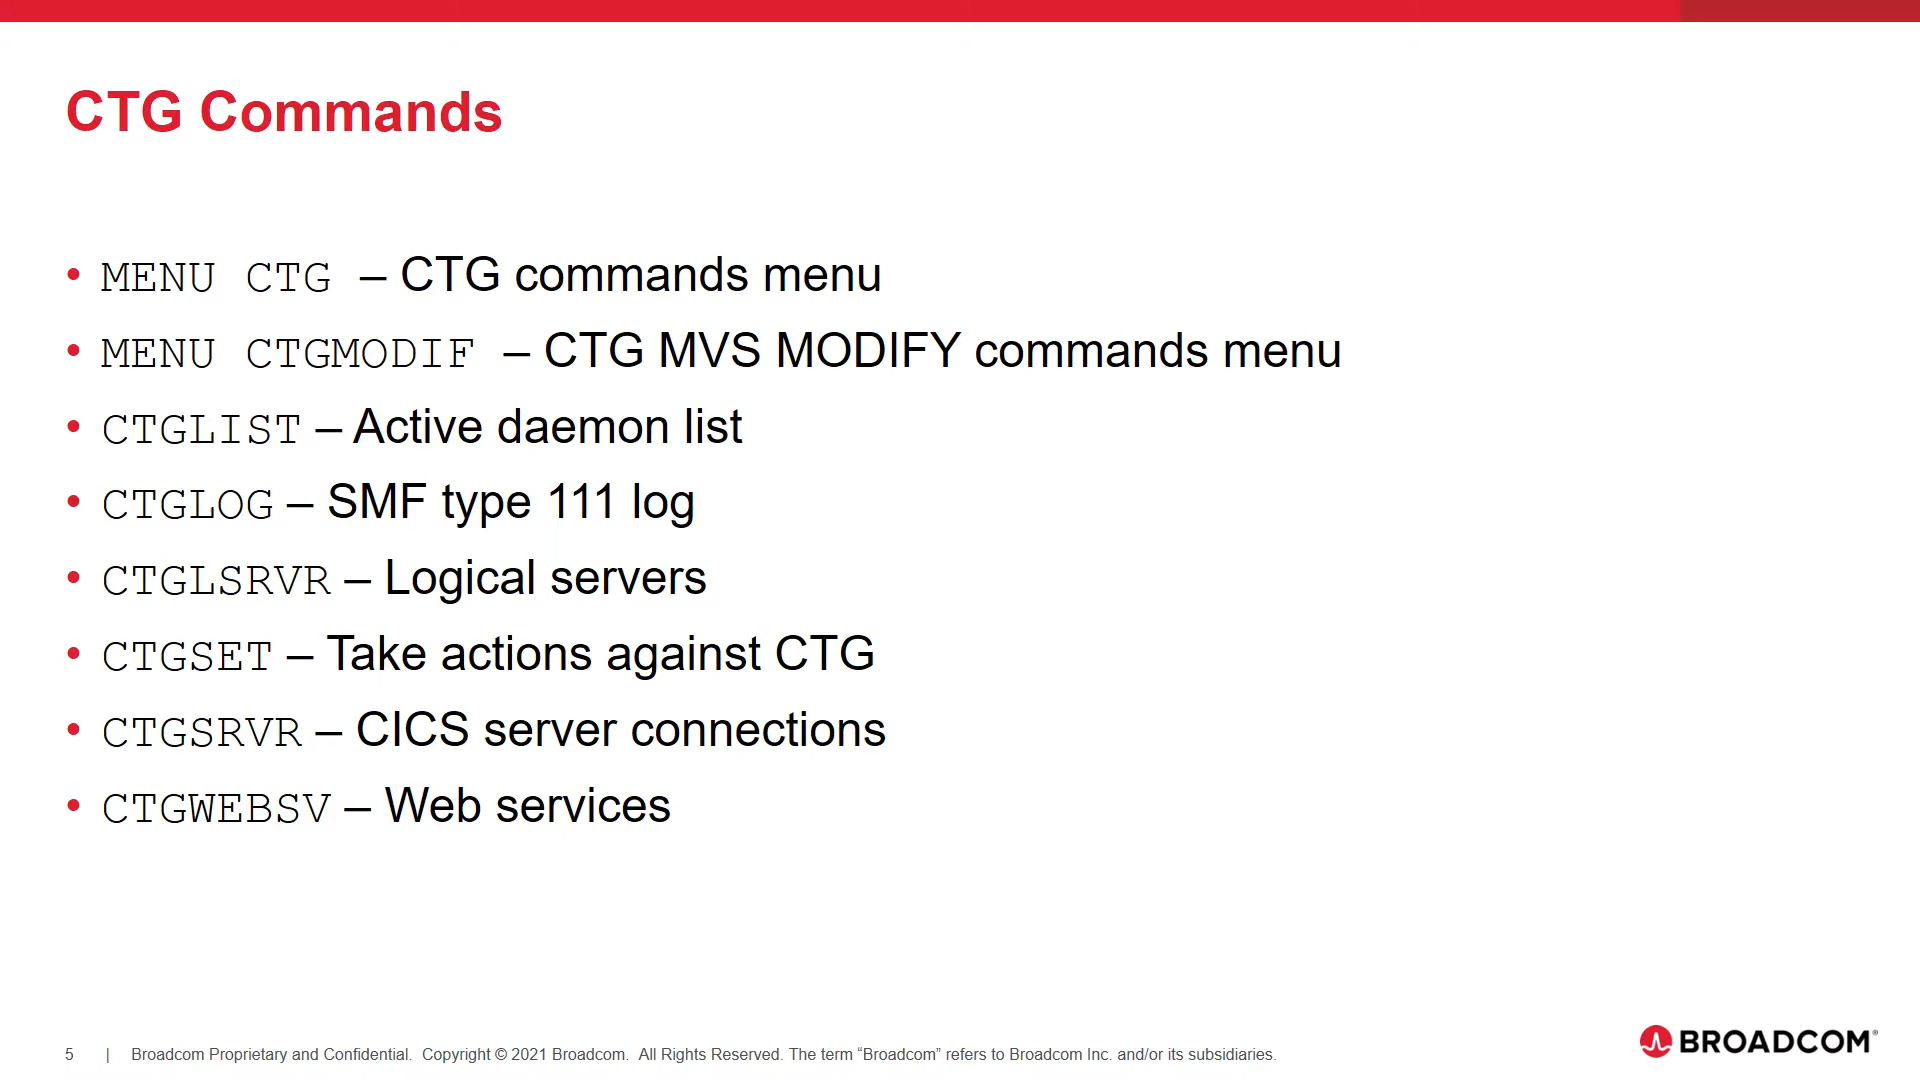 CTG Commands
• MENU CTG – CTG commands menu
• MENU CTGMODIF – CTG MVS MODIFY commands menu
• CTGLIST – Active daemon list
• CTGLOG – SMF type 111 log
• CTGLSRVR – Logical servers
• CTGSET – Take actions against CTG
• CTGSRVR – CICS server connections
• CTGWEBSV – Web services
5 | Broadcom Proprietary and Confidential. Copyright © 2021 Broadcom. All Rights Reserved. The term “Broadcom” refers to Broadcom Inc. and/or its subsidiaries.
BROADCOM®